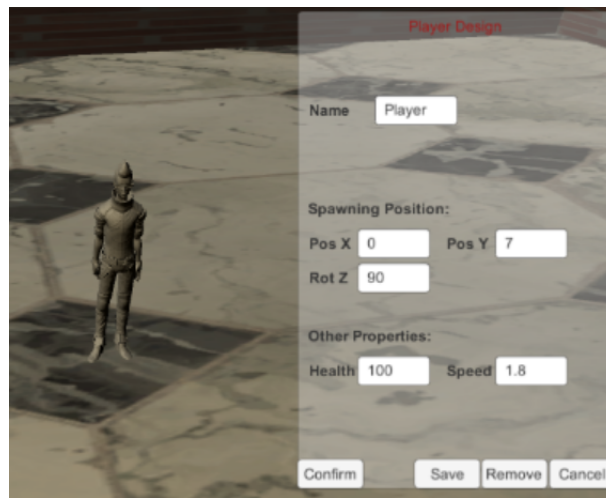 Player Design
Name Player
Spawning Position:
Pos X 0 Pos Y 7
Rot Z 90
Other Properties:
Health 100 Speed 1.8
Confirm Save Remove Cancel